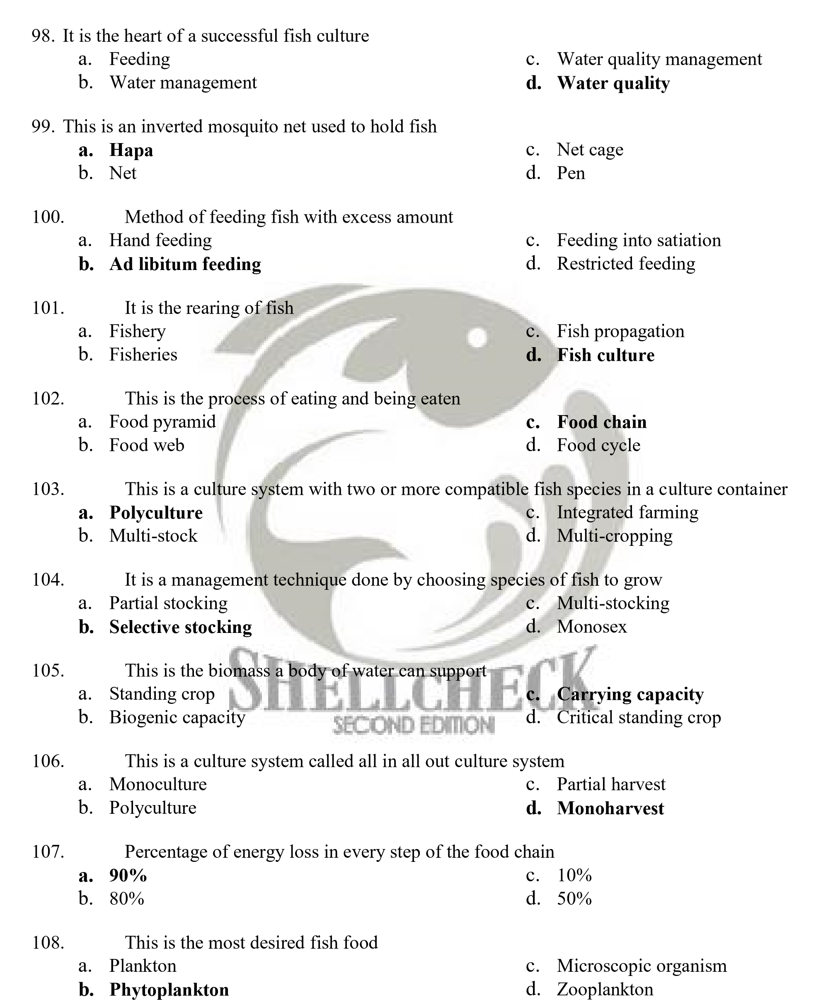 98. It is the heart of a successful fish culture
a. Feeding
b. Water management
c. Water quality management
d. Water quality
99. This is an inverted mosquito net used to hold fish
a. Hapa
b. Net
c. Net cage
d. Pen
100. Method of feeding fish with excess amount
a. Hand feeding
b. Ad libitum feeding
c. Feeding into satiation
d. Restricted feeding
101. It is the rearing of fish
a. Fishery
b. Fisheries
c. Fish propagation
d. Fish culture
102. This is the process of eating and being eaten
a. Food pyramid
b. Food web
c. Food chain
d. Food cycle
103. This is a culture system with two or more compatible fish species in a culture container
a. Polyculture
b. Multi-stock
c. Integrated farming
d. Multi-cropping
104. It is a management technique done by choosing species of fish to grow
a. Partial stocking
b. Selective stocking
c. Multi-stocking
d. Monosex
105. This is the biomass a body of water can support
a. Standing crop
b. Biogenic capacity
c. Carrying capacity
d. Critical standing crop
SHELLCHECK
SECOND EDITION
106. This is a culture system called all in all out culture system
a. Monoculture
b. Polyculture
c. Partial harvest
d. Monoharvest
107. Percentage of energy loss in every step of the food chain
a. 90%
b. 80%
c. 10%
d. 50%
108. This is the most desired fish food
a. Plankton
b. Phytoplankton
c. Microscopic organism
d. Zooplankton